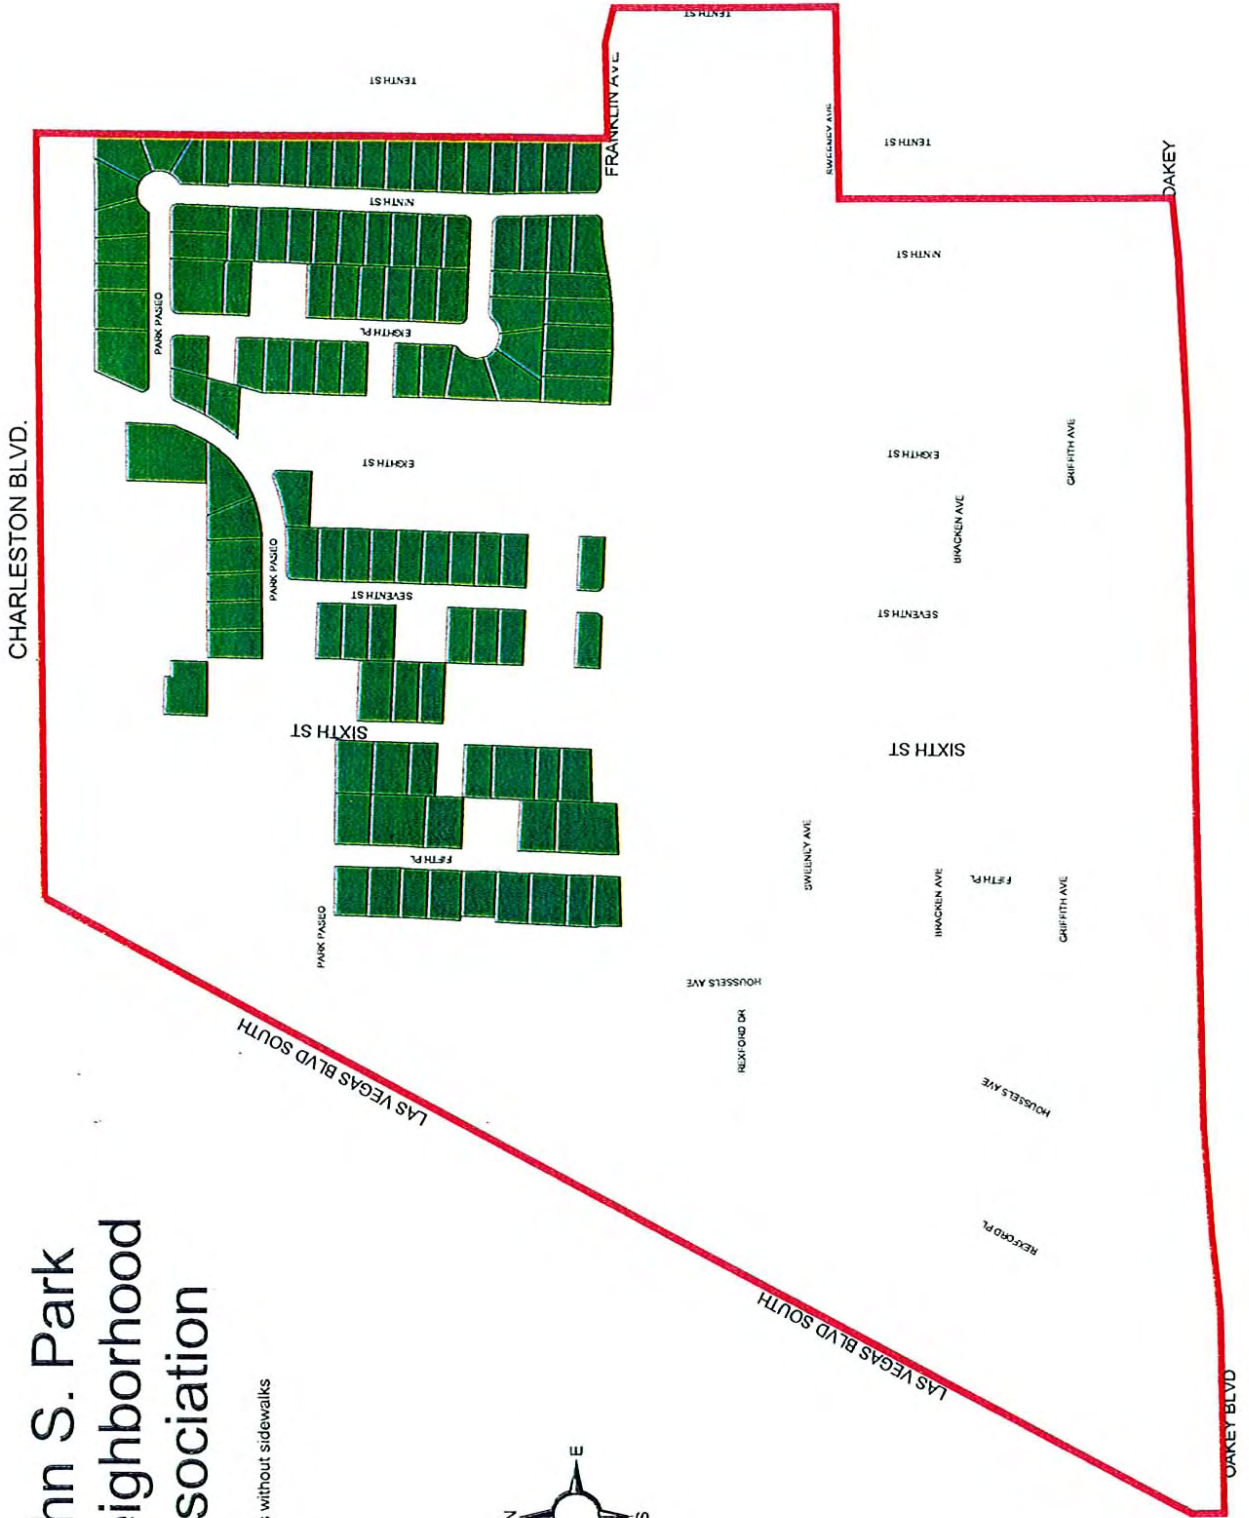 hn S. Park
eighborhood
sociation
s without sidewalks
N
E
S
CHARLESTON BLVD.
TENTH ST
TENTH ST
FRANKLIN AVE
SWEENEY AVE
TENTH ST
OAKEY
NINTH ST
NINTH ST
PARK PASEO
EIGHTH PL
EIGHTH ST
EIGHTH ST
GRIFFITH AVE
BRACKEN AVE
PARK PASEO
SEVENTH ST
SEVENTH ST
SIXTH ST
SIXTH ST
SWEENEY AVE
FIFTH PL
FIFTH PL
BRACKEN AVE
GRIFFITH AVE
PARK PASEO
HOUSSELS AVE
REXFORD DR
LAS VEGAS BLVD SOUTH
HOUSSELS AVE
REXFORD PL
LAS VEGAS BLVD SOUTH
OAKEY BLVD